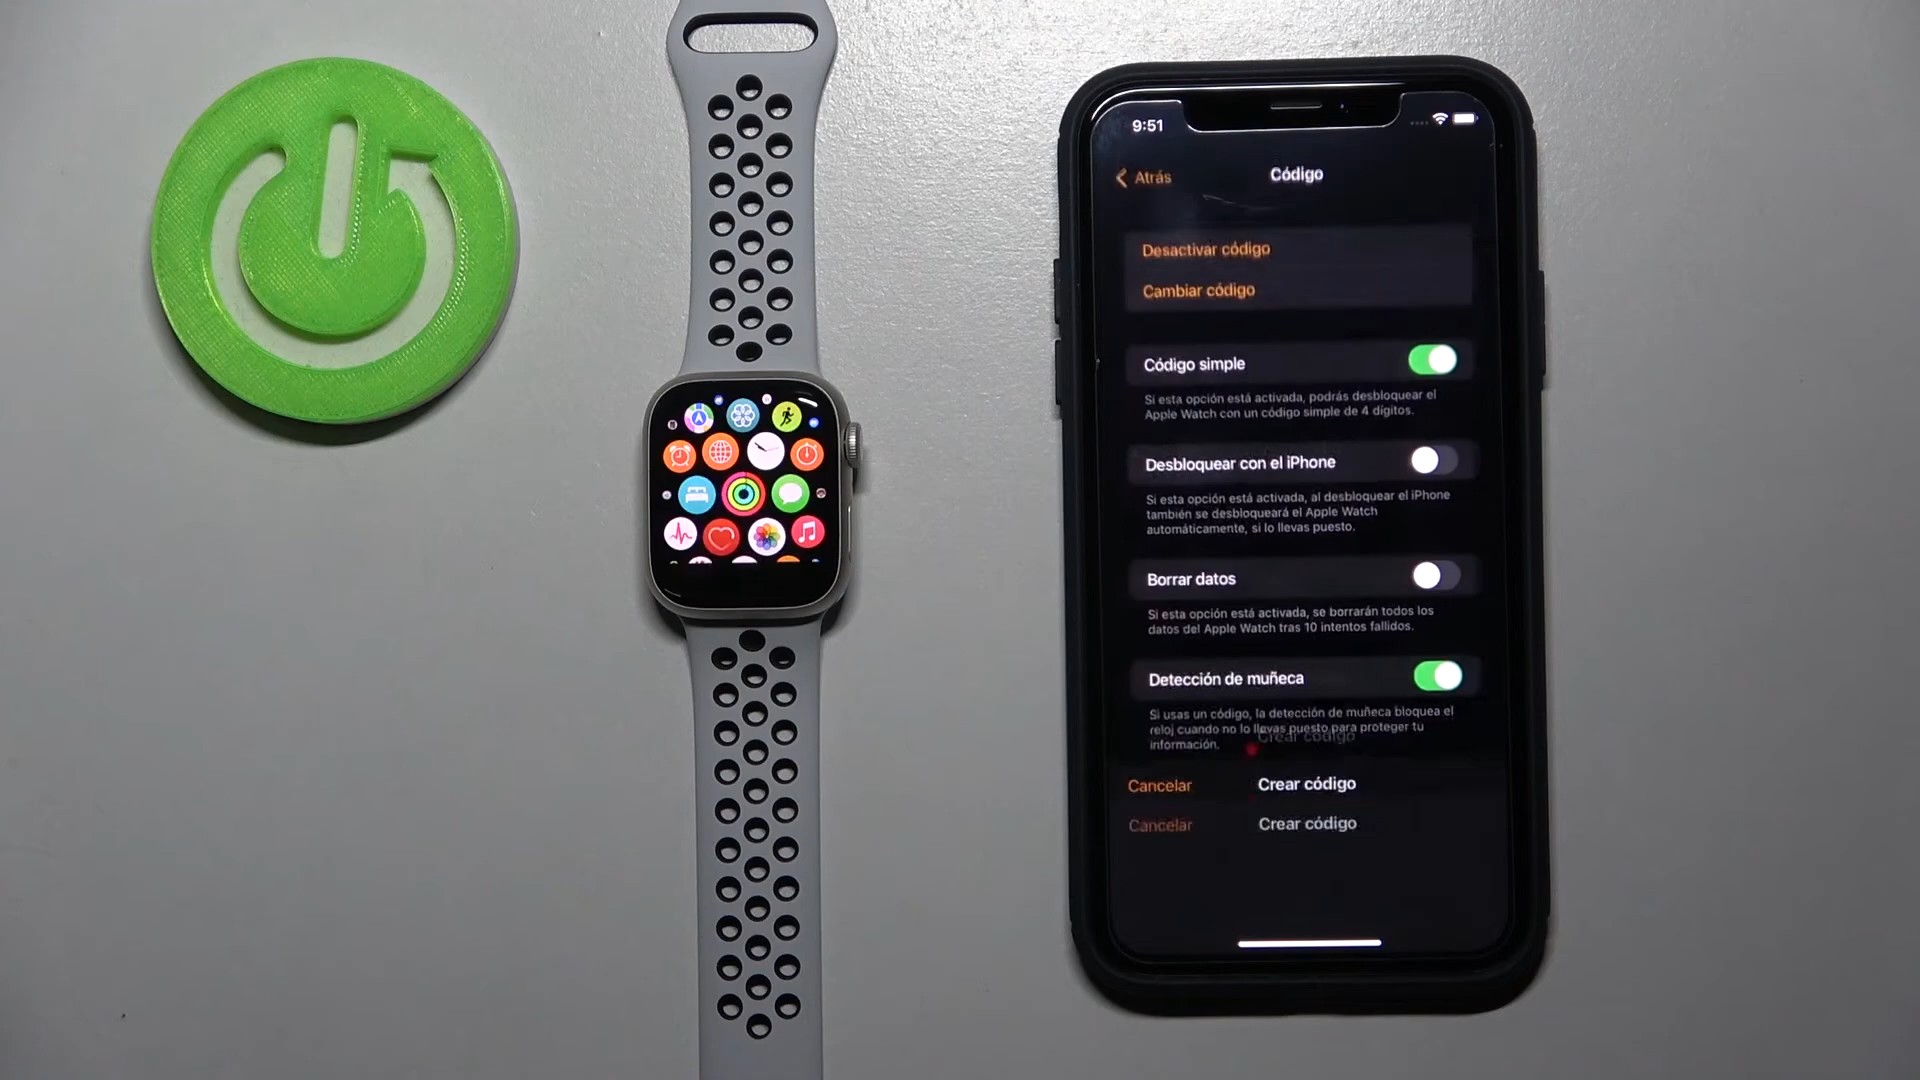 9:51
Atrás
Código
Desactivar código
Cambiar código
Código simple
Si esta opción está activada, podrás desbloquear el
Apple Watch con un código simple de 4 dígitos.
Desbloquear con el iPhone
Si esta opción está activada, al desbloquear el iPhone
también se desbloqueará el Apple Watch
automáticamente, si lo llevas puesto.
Borrar datos
Si esta opción está activada, se borrarán todos los
datos del Apple Watch tras 10 intentos fallidos.
Detección de muñeca
Si usas un código, la detección de muñeca bloquea el
reloj cuando no lo llevas puesto para proteger tu
información.
Crear código
Cancelar Crear código
Cancelar Crear código